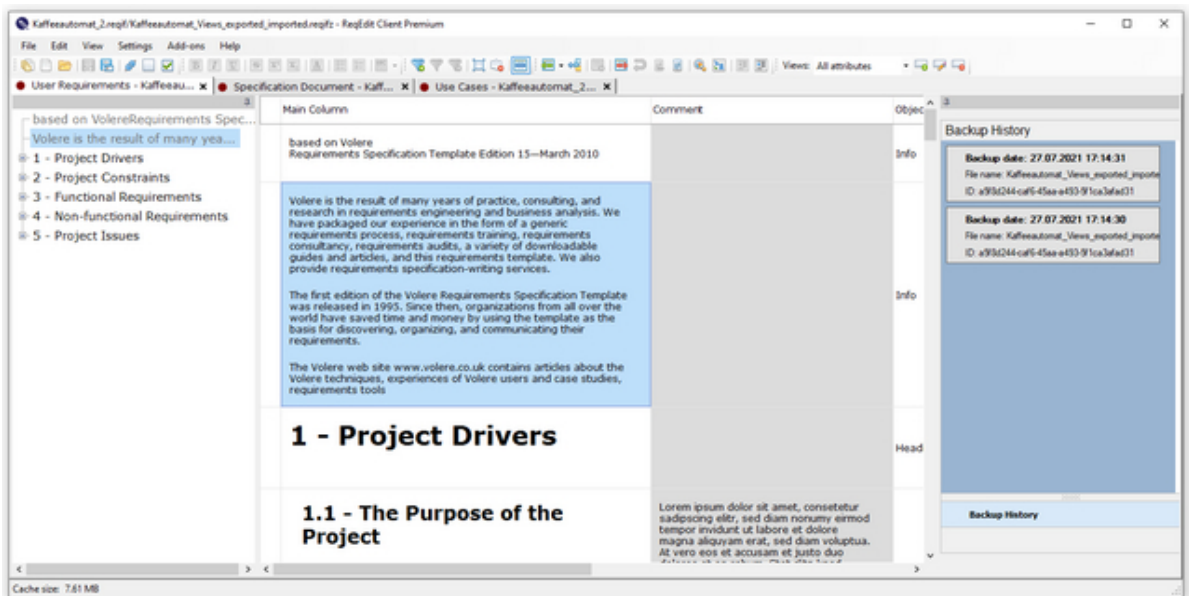 Kaffeeautomat_2.reqif/Kaffeeautomat_Views_exported_imported.reqifz - ReqEdit Client Premium
File Edit View Settings Add-ons Help
Views: All attributes
User Requirements - Kaffeeau... x
Specification Document - Kaff... x
Use Cases - Kaffeeautomat_2... x
based on VolereRequirements Spec...
Volere is the result of many yea...
1 - Project Drivers
2 - Project Constraints
3 - Functional Requirements
4 - Non-functional Requirements
5 - Project Issues
Main Column Comment Objec
based on Volere
Requirements Specification Template Edition 15—March 2010
Info
Volere is the result of many years of practice, consulting, and
research in requirements engineering and business analysis. We
have packaged our experience in the form of a generic
requirements process, requirements training, requirements
consultancy, requirements audits, a variety of downloadable
guides and articles, and this requirements template. We also
provide requirements specification-writing services.
The first edition of the Volere Requirements Specification Template
was released in 1995. Since then, organizations from all over the
world have saved time and money by using the template as the
basis for discovering, organizing, and communicating their
requirements.
The Volere web site www.volere.co.uk contains articles about the
Volere techniques, experiences of Volere users and case studies,
requirements tools
Info
1 - Project Drivers
Head
1.1 - The Purpose of the
Project
Lorem ipsum dolor sit amet, consetetur
sadipscing elitr, sed diam nonumy eirmod
tempor invidunt ut labore et dolore
magna aliquyam erat, sed diam voluptua.
At vero eos et accusam et justo duo
Backup History
Backup date: 27.07.2021 17:14:31
File name: Kaffeeautomat_Views_exported_importe
Backup date: 27.07.2021 17:14:30
File name: Kaffeeautomat_Views_exported_importe
Backup History
Cache size: 7.61 MB